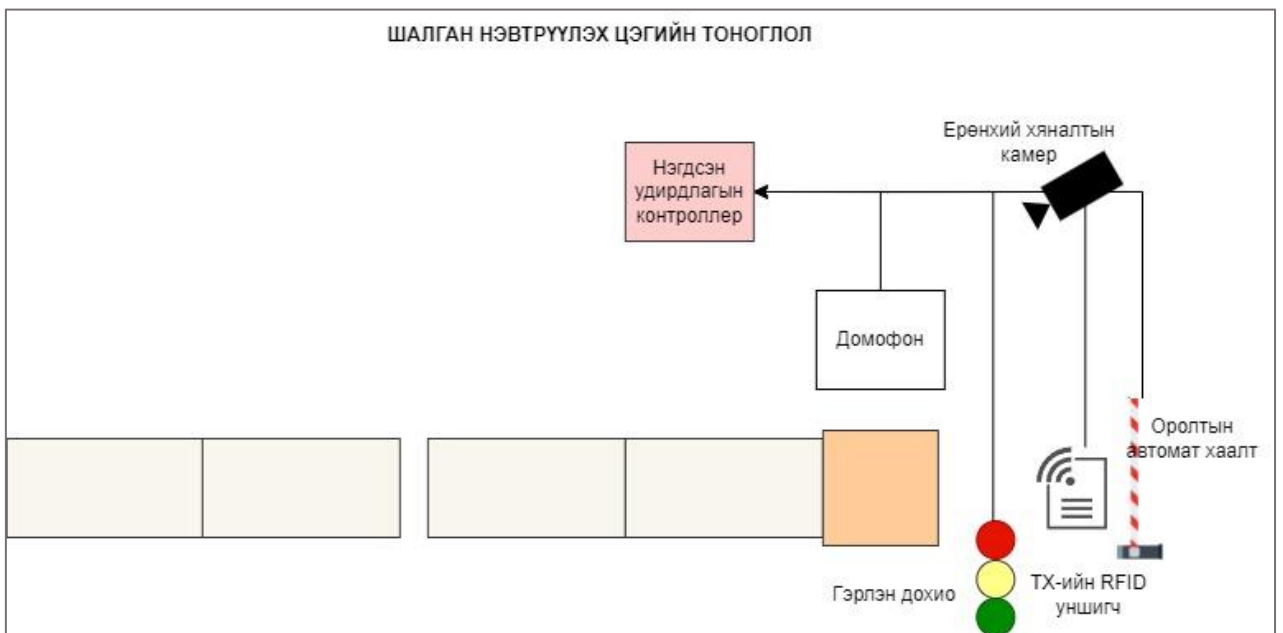 ШАЛГАН НЭВТРҮҮЛЭХ ЦЭГИЙН ТОНОГЛОЛ
Ерөнхий хяналтын
камер
Нэгдсэн
удирдлагын
контроллер
Домофон
Оролтын
автомат хаалт
Гэрлэн дохио
ТХ-ийн RFID
уншигч